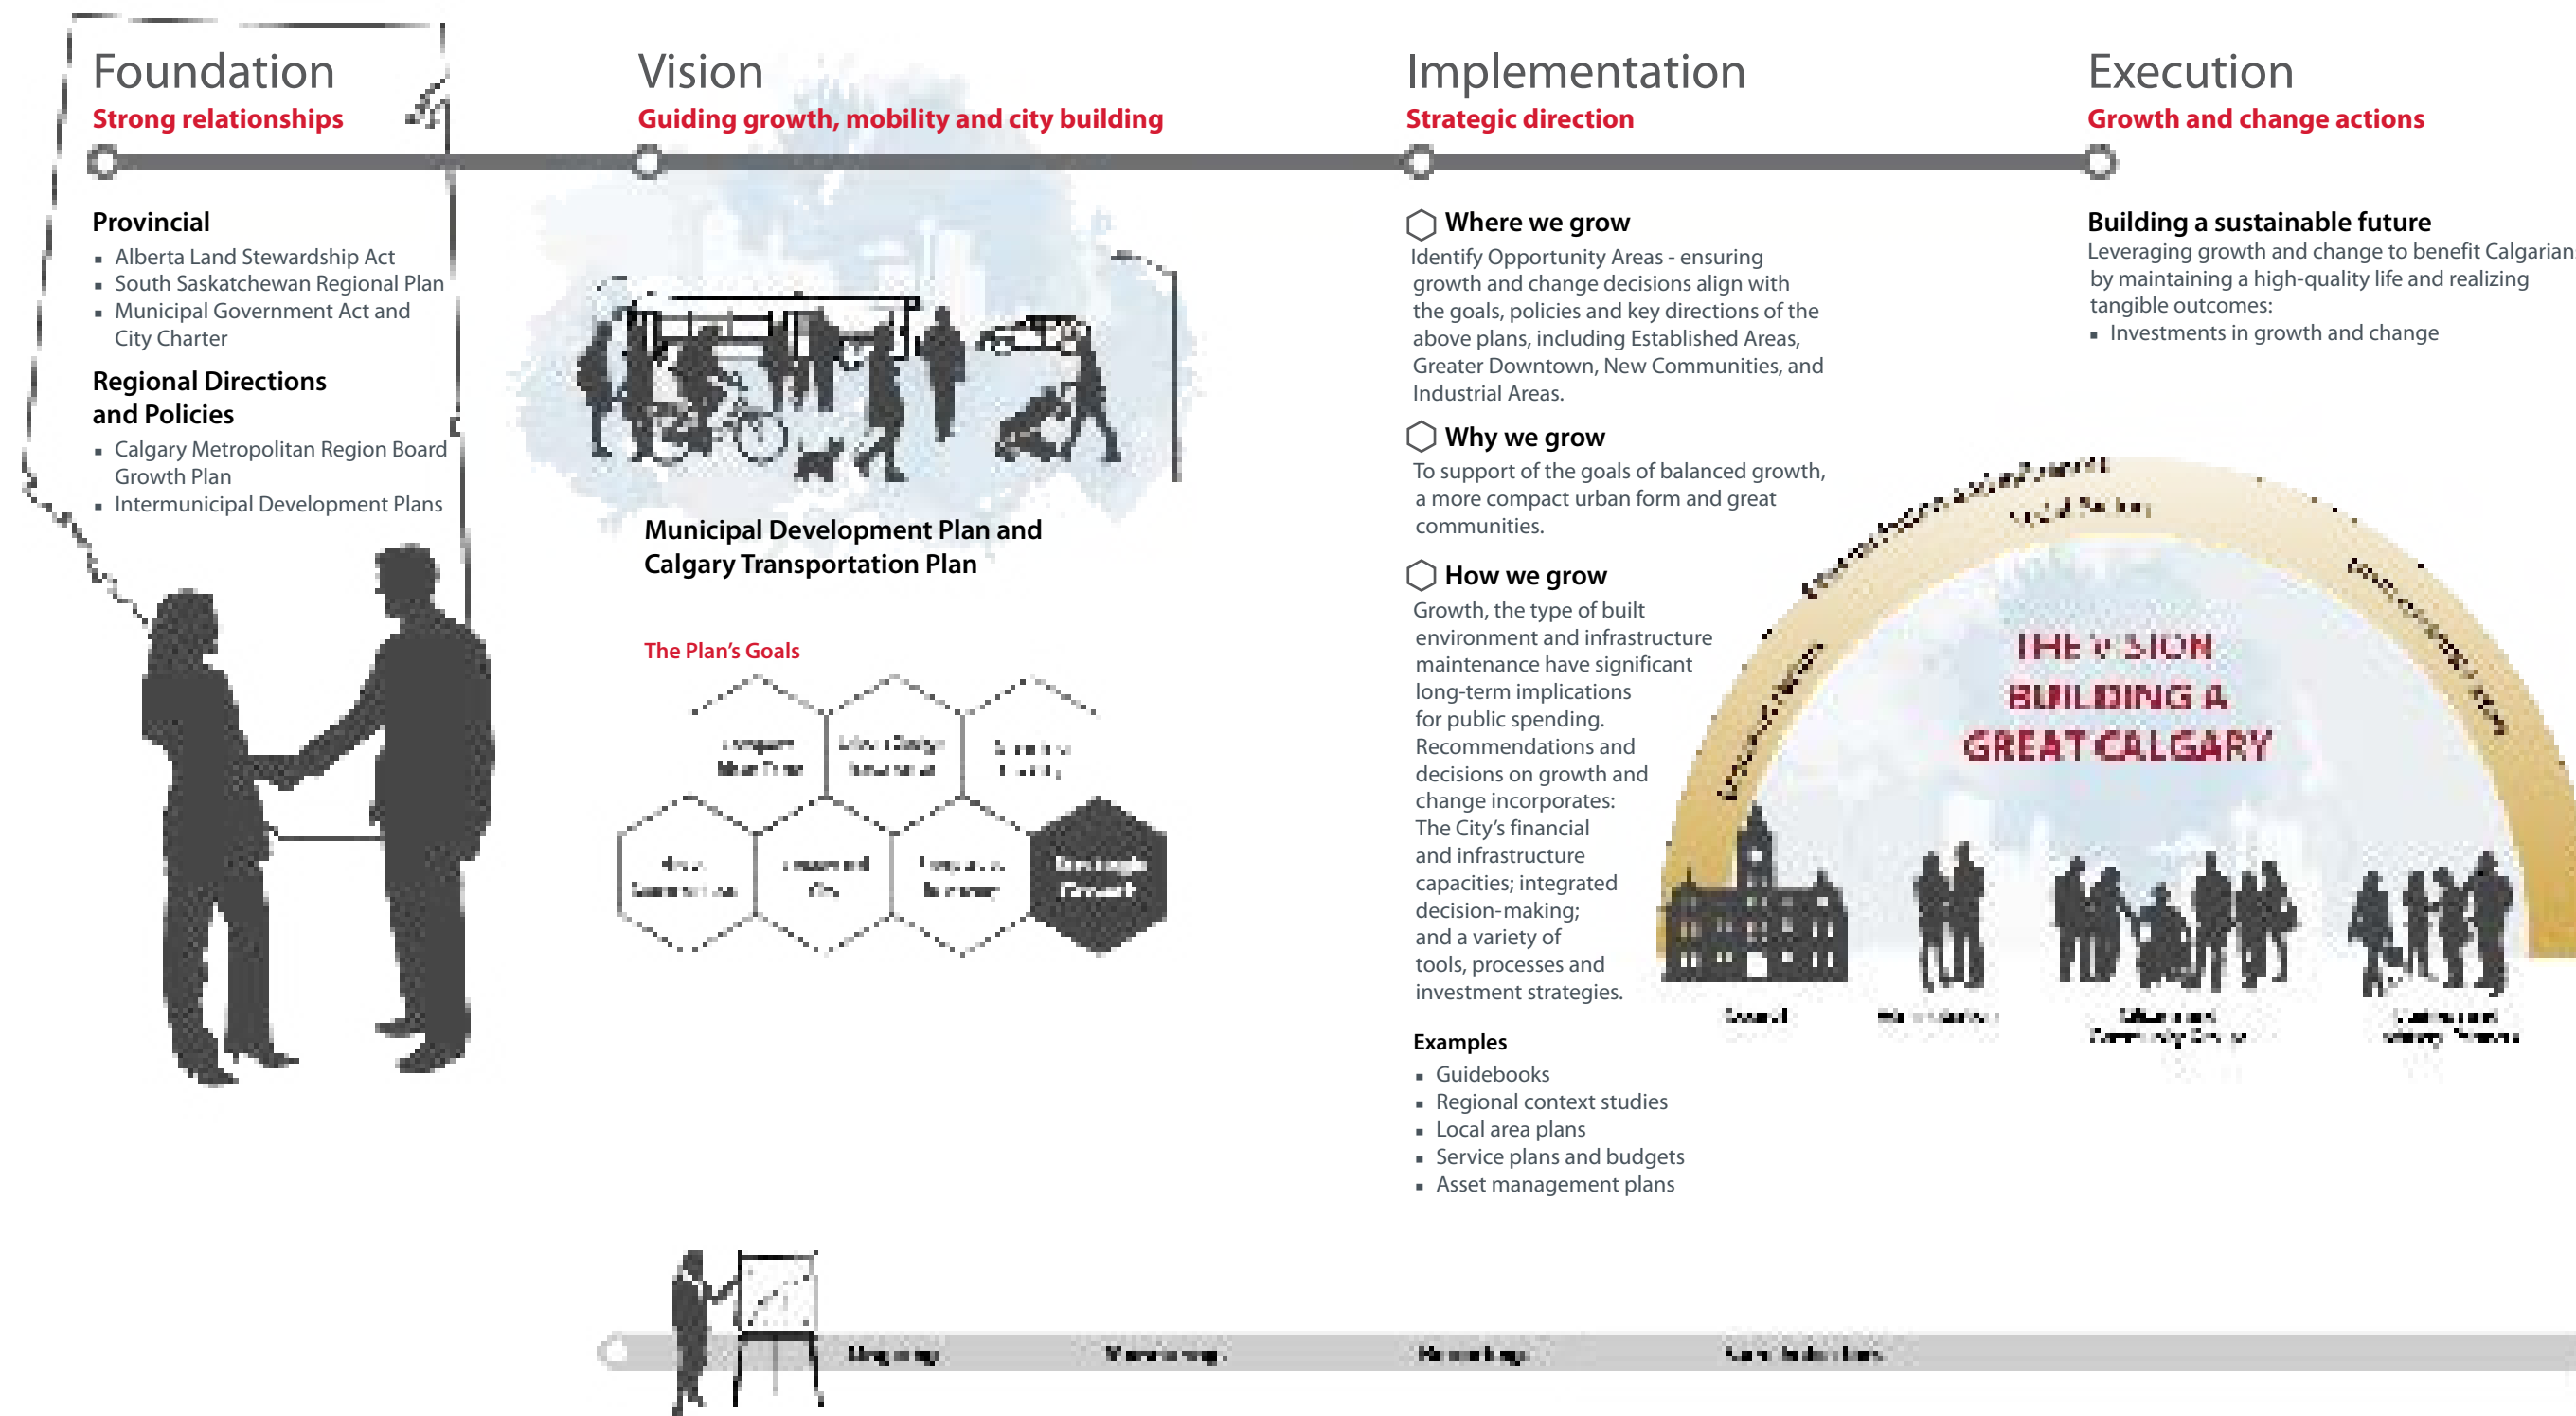 Foundation
Strong relationships
Provincial
▪ Alberta Land Stewardship Act
▪ South Saskatchewan Regional Plan
▪ Municipal Government Act and
City Charter
Regional Directions
and Policies
▪ Calgary Metropolitan Region Board
Growth Plan
▪ Intermunicipal Development Plans
Vision
Guiding growth, mobility and city building
Municipal Development Plan and
Calgary Transportation Plan
The Plan's Goals
Implementation
Strategic direction
Where we grow
Identify Opportunity Areas - ensuring
growth and change decisions align with
the goals, policies and key directions of the
above plans, including Established Areas,
Greater Downtown, New Communities, and
Industrial Areas.
Why we grow
To support of the goals of balanced growth,
a more compact urban form and great
communities.
How we grow
Growth, the type of built
environment and infrastructure
maintenance have significant
long-term implications
for public spending.
Recommendations and
decisions on growth and
change incorporates:
The City's financial
and infrastructure
capacities; integrated
decision-making;
and a variety of
tools, processes and
investment strategies.
Examples
▪ Guidebooks
▪ Regional context studies
▪ Local area plans
▪ Service plans and budgets
▪ Asset management plans
Execution
Growth and change actions
Building a sustainable future
Leveraging growth and change to benefit Calgarian
by maintaining a high-quality life and realizing
tangible outcomes:
▪ Investments in growth and change
THE VISION
BUILDING A
GREAT CALGARY
Council